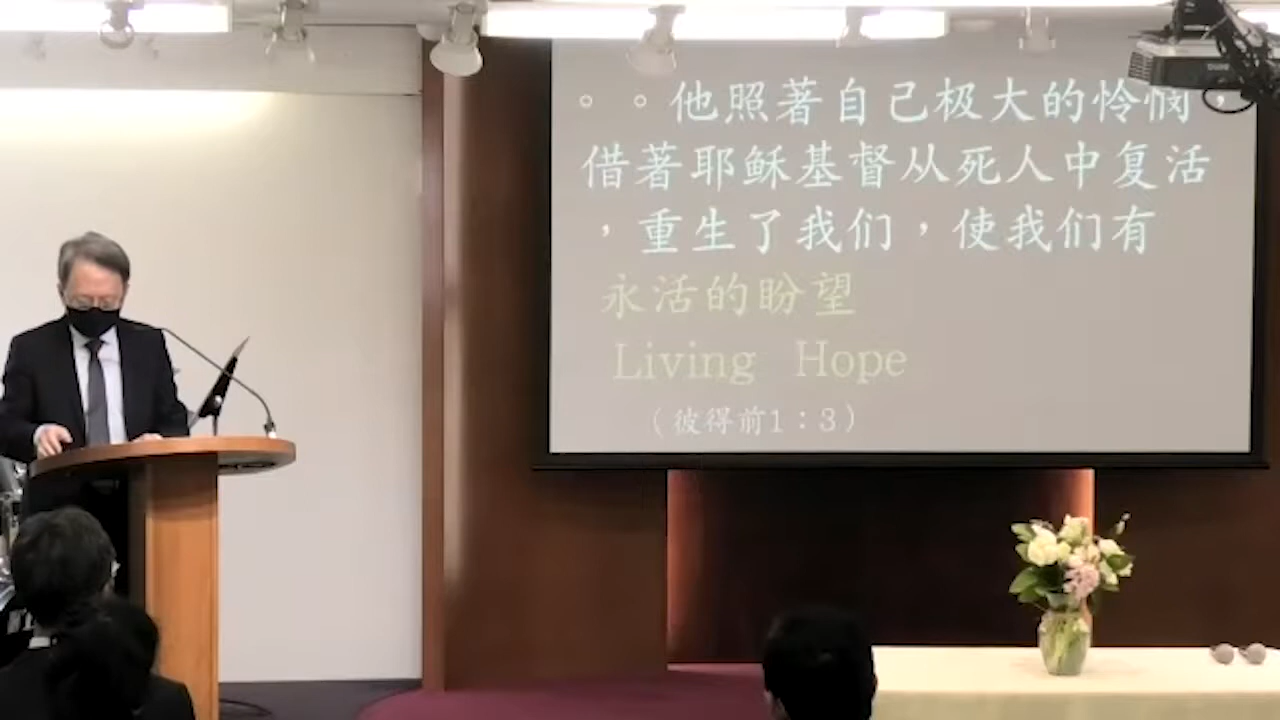 。。他照著自己极大的怜悯，
借著耶稣基督从死人中复活
，重生了我们，使我们有
永活的盼望
Living Hope
（彼得前1：3）